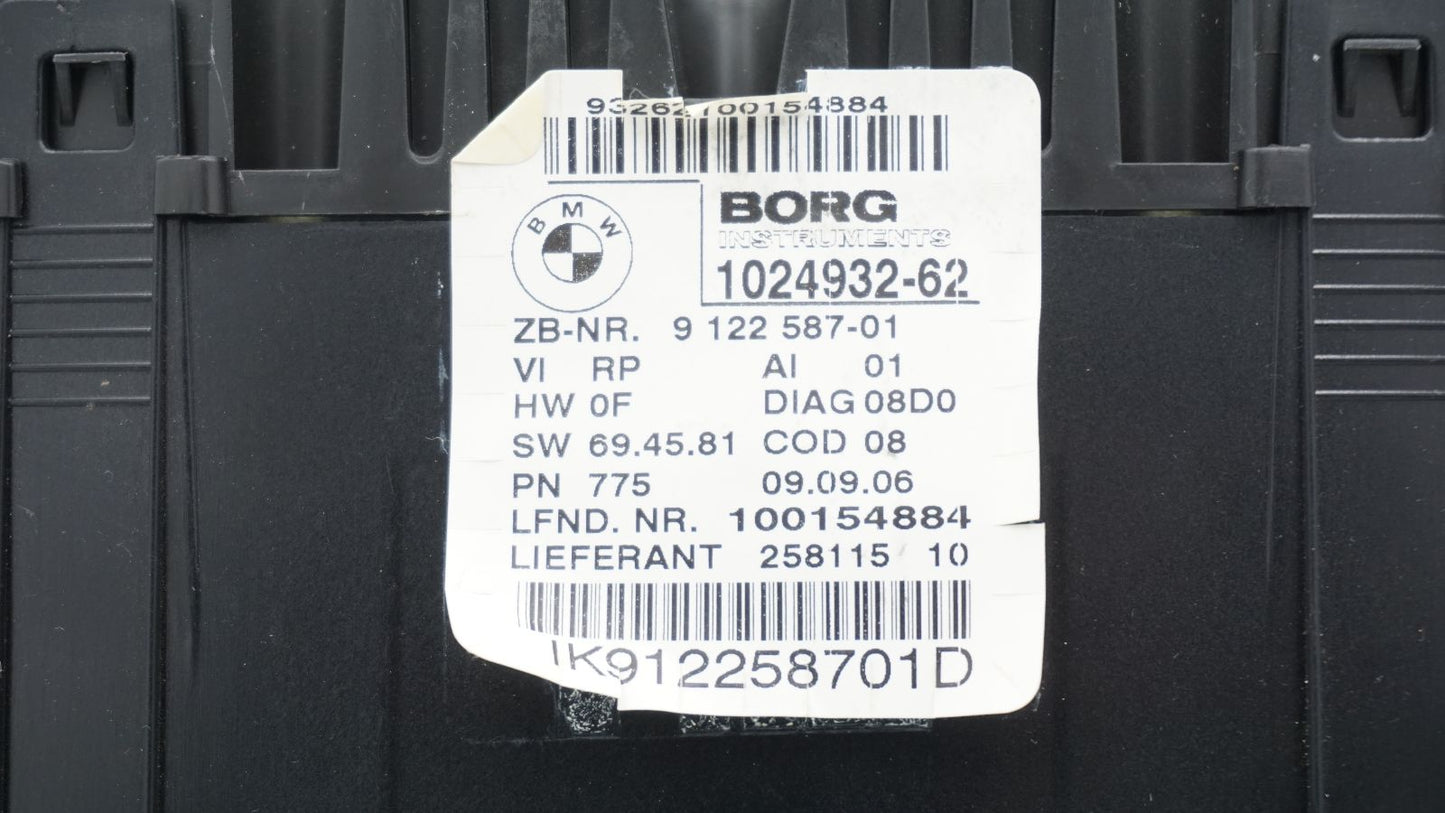 93262100154884
BMW
BORG
INSTRUMENTS
1024932-62
ZB-NR. 9 122 587-01
VI RP AI 01
HW 0F DIAG 08D0
SW 69.45.81 COD 08
PN 775 09.09.06
LFND. NR. 100154884
LIEFERANT 258115 10
K912258701D